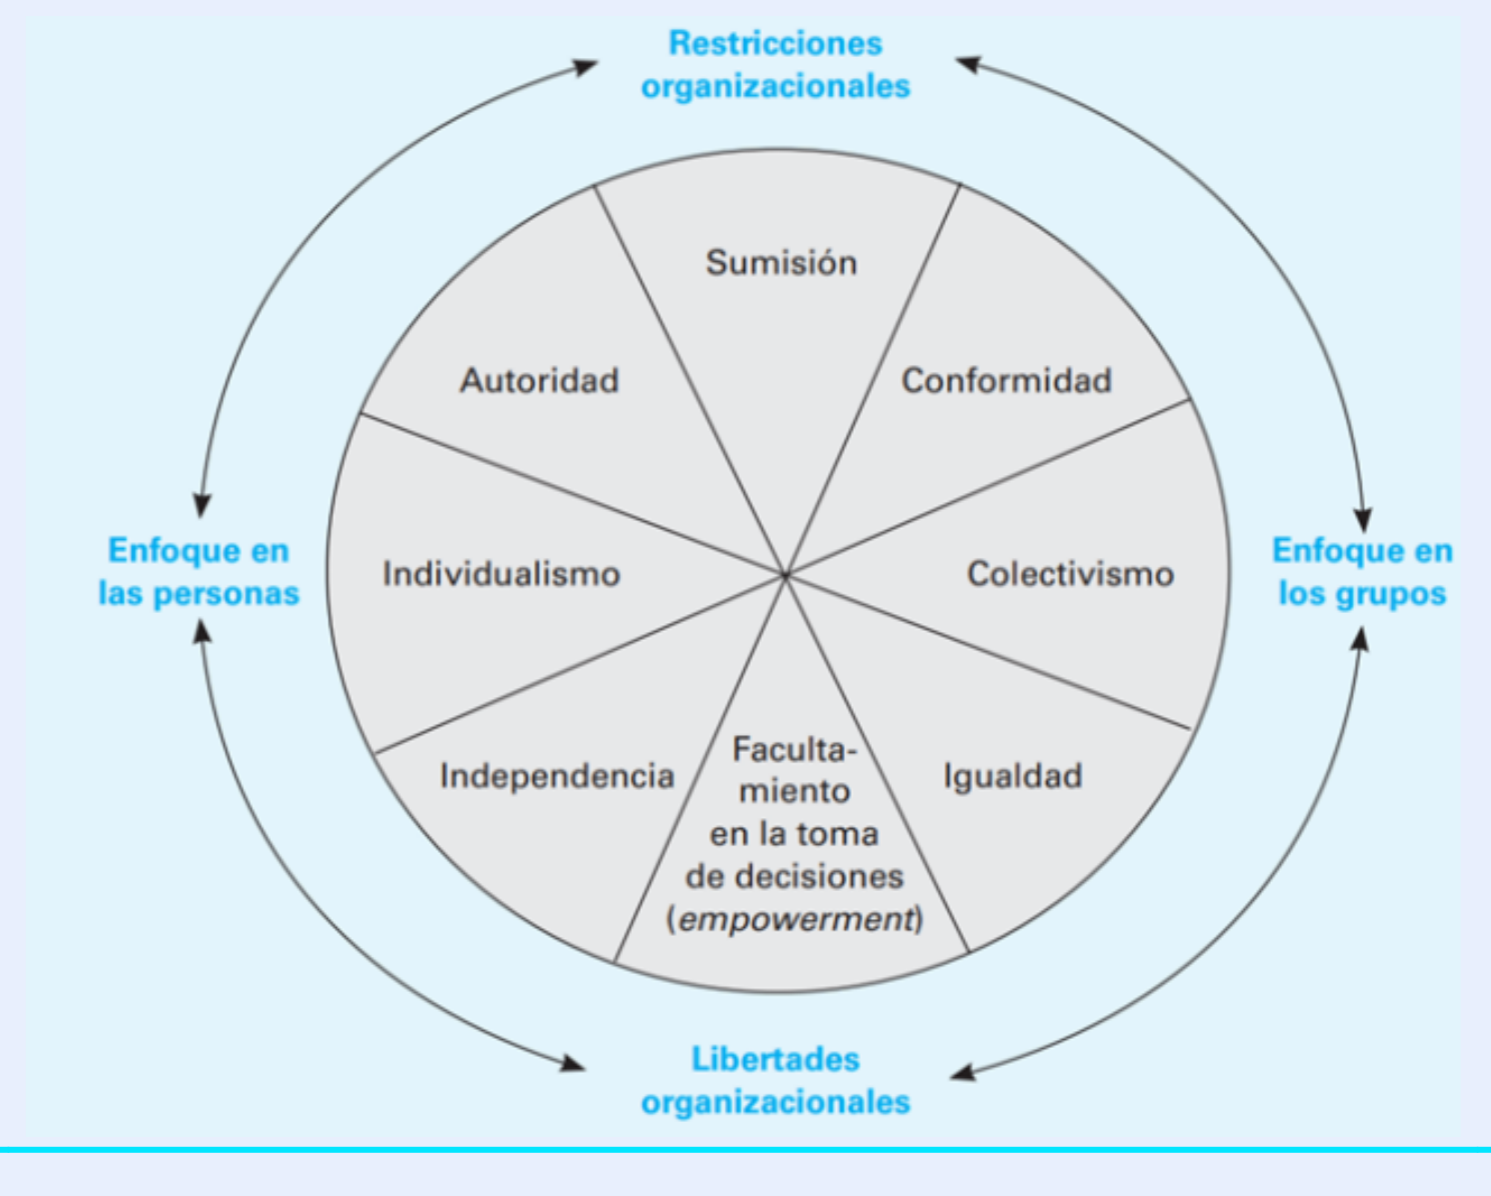 Restricciones
organizacionales
Sumisión
Autoridad
Conformidad
Enfoque en
las personas
Individualismo
Colectivismo
Enfoque en
los grupos
Independencia
Faculta-
miento
en la toma
de decisiones
(empowerment)
Igualdad
Libertades
organizacionales